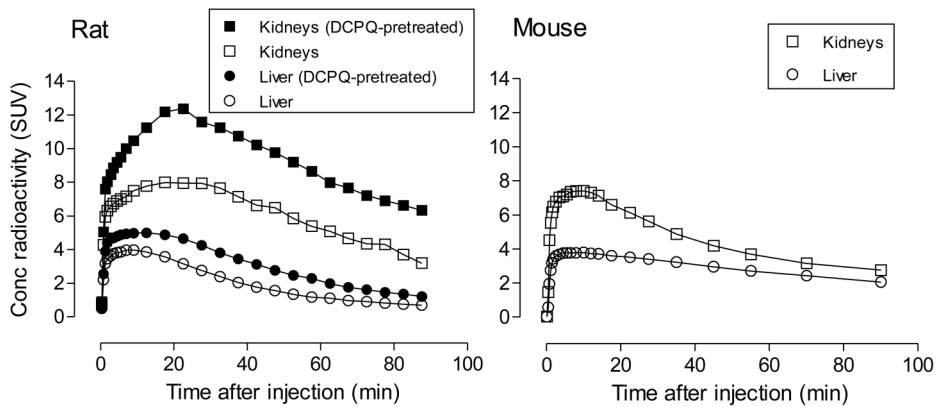 Rat
Kidneys (DCPQ-pretreated)
Kidneys
Liver (DCPQ-pretreated)
Liver
Conc radioactivity (SUV)
14
12
10
8
6
4
2
0
0 20 40 60 80 100
Time after injection (min)
Mouse
Kidneys
Liver
14
12
10
8
6
4
2
0
0 20 40 60 80 100
Time after injection (min)